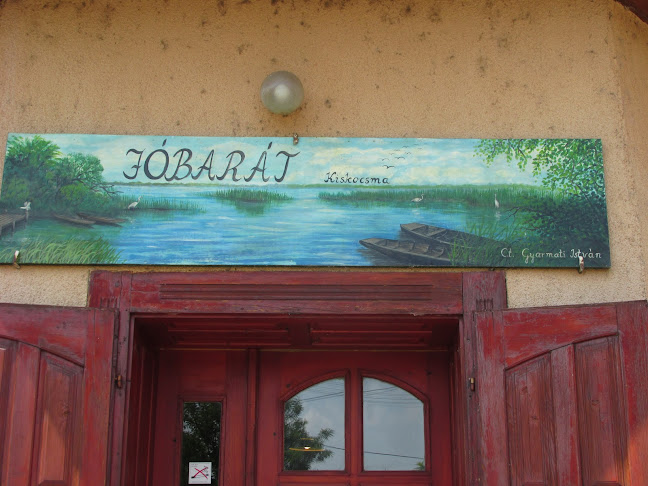 JÓBARÁT
Kiskocsma
Ct. Gyarmati István